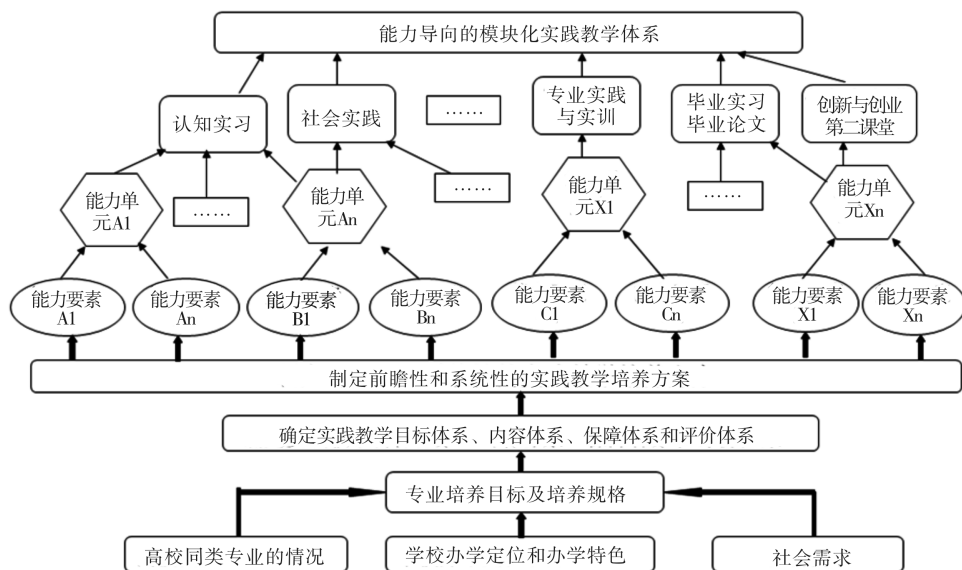 能力导向的模块化实践教学体系
认知实习
社会实践
……
专业实践
与实训
毕业实习
毕业论文
创新与创业
第二课堂
能力单
元A1
……
能力单
元An
……
能力单
元X1
……
能力单
元Xn
能力要素
A1
能力要素
An
能力要素
B1
能力要素
Bn
能力要素
C1
能力要素
Cn
能力要素
X1
能力要素
Xn
制定前瞻性和系统性的实践教学培养方案
确定实践教学目标体系、内容体系、保障体系和评价体系
专业培养目标及培养规格
高校同类专业的情况
学校办学定位和办学特色
社会需求